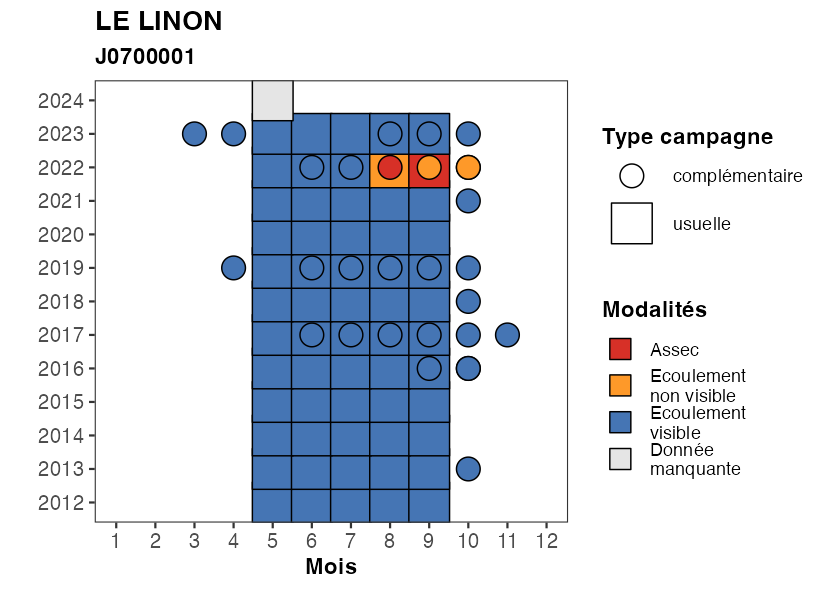 LE LINON
J0700001
2024
2023
2022
2021
2020
2019
2018
2017
2016
2015
2014
2013
2012
1 2 3 4 5 6 7 8 9 10 11 12
Mois
Type campagne
complémentaire
usuelle
Modalités
Assec
Ecoulement
non visible
Ecoulement
visible
Donnée
manquante